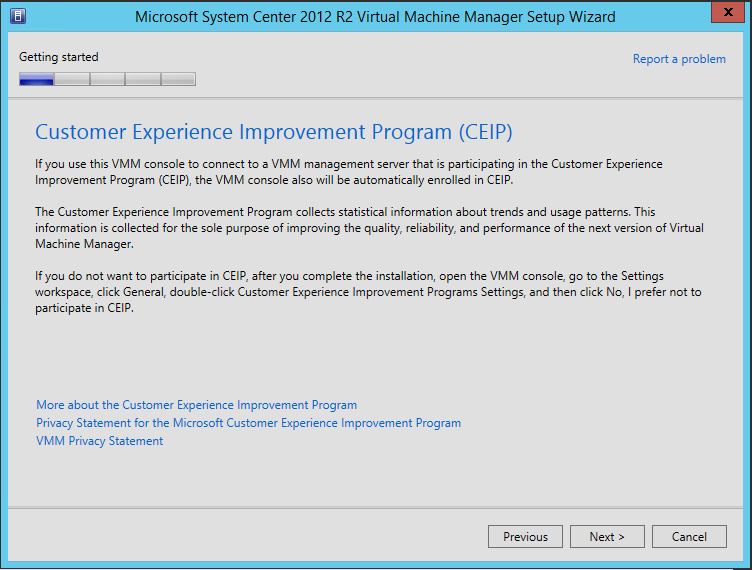 Microsoft System Center 2012 R2 Virtual Machine Manager Setup Wizard
x
Getting started
Report a problem
Customer Experience Improvement Program (CEIP)
If you use this VMM console to connect to a VMM management server that is participating in the Customer Experience
Improvement Program (CEIP), the VMM console also will be automatically enrolled in CEIP.
The Customer Experience Improvement Program collects statistical information about trends and usage patterns. This
information is collected for the sole purpose of improving the quality, reliability, and performance of the next version of Virtual
Machine Manager.
If you do not want to participate in CEIP, after you complete the installation, open the VMM console, go to the Settings
workspace, click General, double-click Customer Experience Improvement Programs Settings, and then click No, I prefer not to
participate in CEIP.
More about the Customer Experience Improvement Program
Privacy Statement for the Microsoft Customer Experience Improvement Program
VMM Privacy Statement
Previous
Next >
Cancel